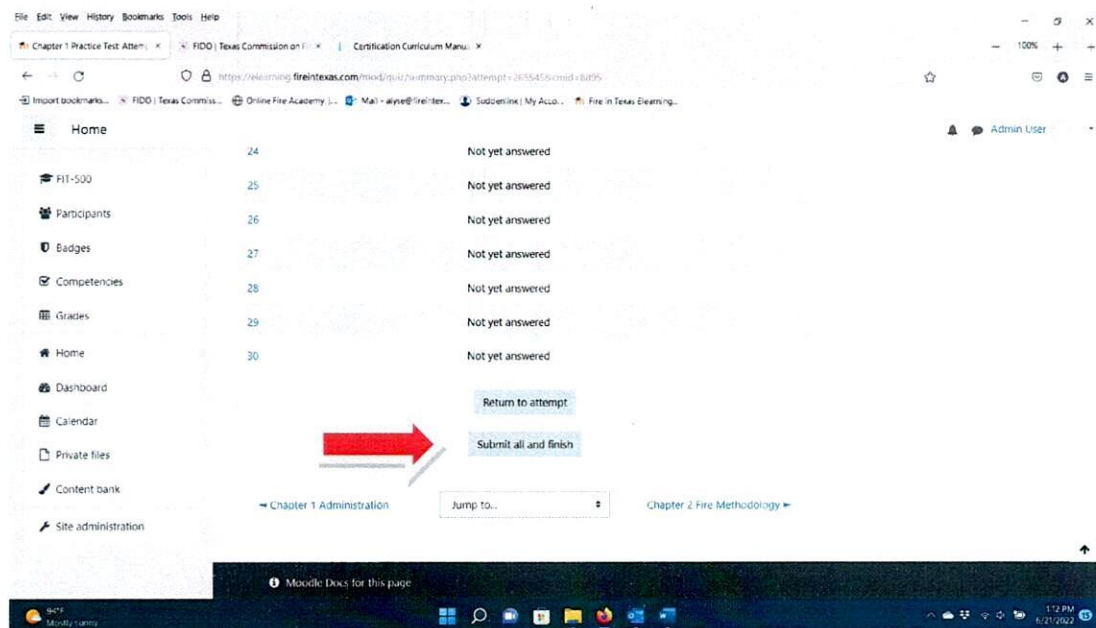 File Edit View History Bookmarks Tools Help
Chapter 1 Practice Test: Attem FIDO | Texas Commission on Certification Curriculum Manu
100%
Import bookmarks... FIDO | Texas Commiss... Online Fire Academy |... Mail - alyse@fireintex... Suddenlink | My Acco... Fire in Texas Elearning...
Home Admin User
24 Not yet answered
FIT-500
25 Not yet answered
Participants
26 Not yet answered
Badges
27 Not yet answered
Competencies
28 Not yet answered
Grades
29 Not yet answered
Home
30 Not yet answered
Dashboard
Return to attempt
Calendar
Submit all and finish
Private files
Content bank
Chapter 1 Administration Jump to... Chapter 2 Fire Methodology
Site administration
Moodle Docs for this page
94°F
Mostly sunny
1:12 PM
6/21/2022